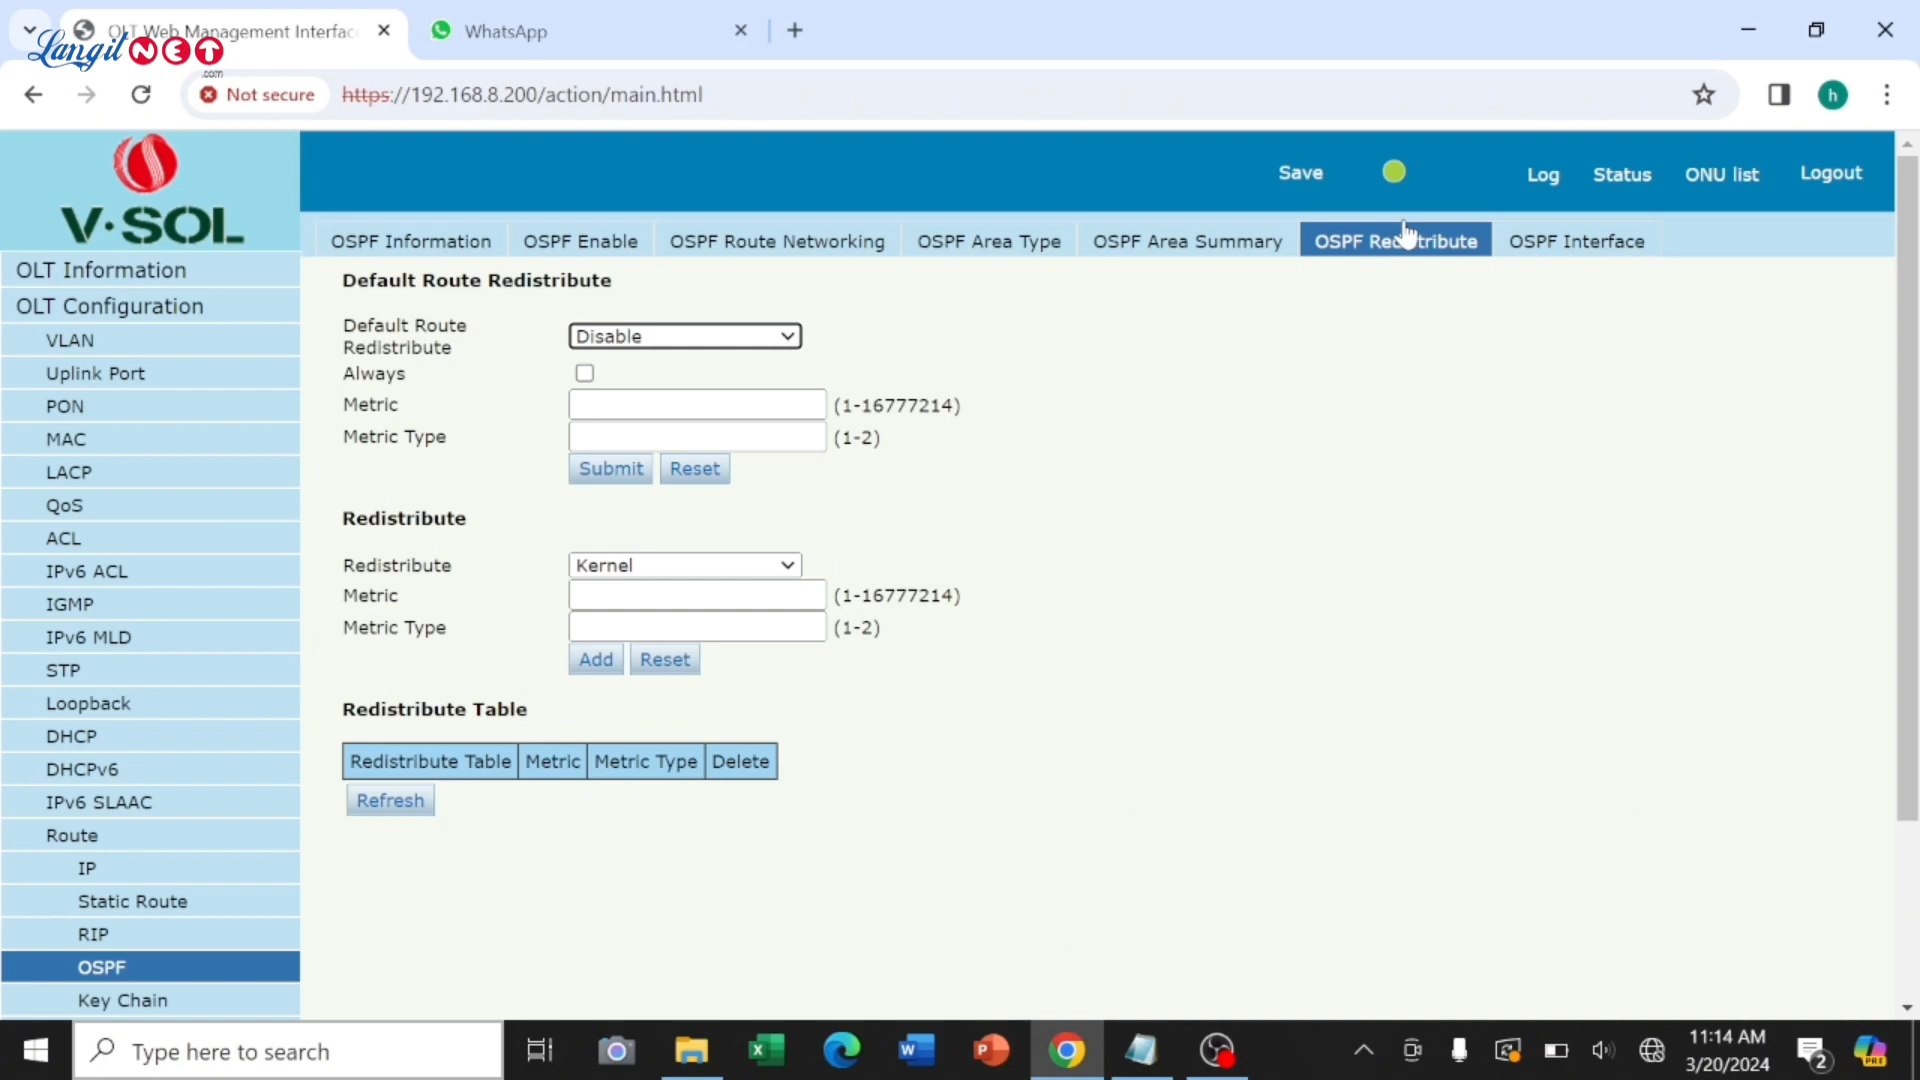 OLT Web Management Interfac
WhatsApp
LangitNET
.com
Not secure
https://192.168.8.200/action/main.html
h
V·SOL
Save
Log
Status
ONU list
Logout
OSPF Information
OSPF Enable
OSPF Route Networking
OSPF Area Type
OSPF Area Summary
OSPF Redistribute
OSPF Interface
OLT Information
OLT Configuration
VLAN
Uplink Port
PON
MAC
LACP
QoS
ACL
IPv6 ACL
IGMP
IPv6 MLD
STP
Loopback
DHCP
DHCPv6
IPv6 SLAAC
Route
IP
Static Route
RIP
OSPF
Key Chain
Default Route Redistribute
Default Route
Redistribute
Disable
Always
Metric
(1-16777214)
Metric Type
(1-2)
Submit
Reset
Redistribute
Redistribute
Kernel
Metric
(1-16777214)
Metric Type
(1-2)
Add
Reset
Redistribute Table
Redistribute Table
Metric
Metric Type
Delete
Refresh
Type here to search
11:14 AM
3/20/2024
2
PRE